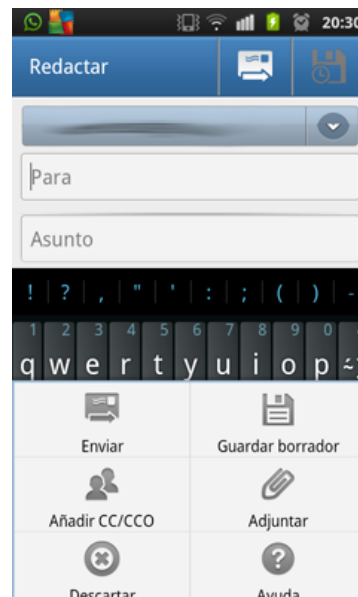 20:30
Redactar
Para
Asunto
! ? , " ' : ; ( ) -
1 2 3 4 5 6 7 8 9 0
q w e r t y u i o p
Enviar Guardar borrador
Añadir CC/CCO Adjuntar
Descartar Ayuda